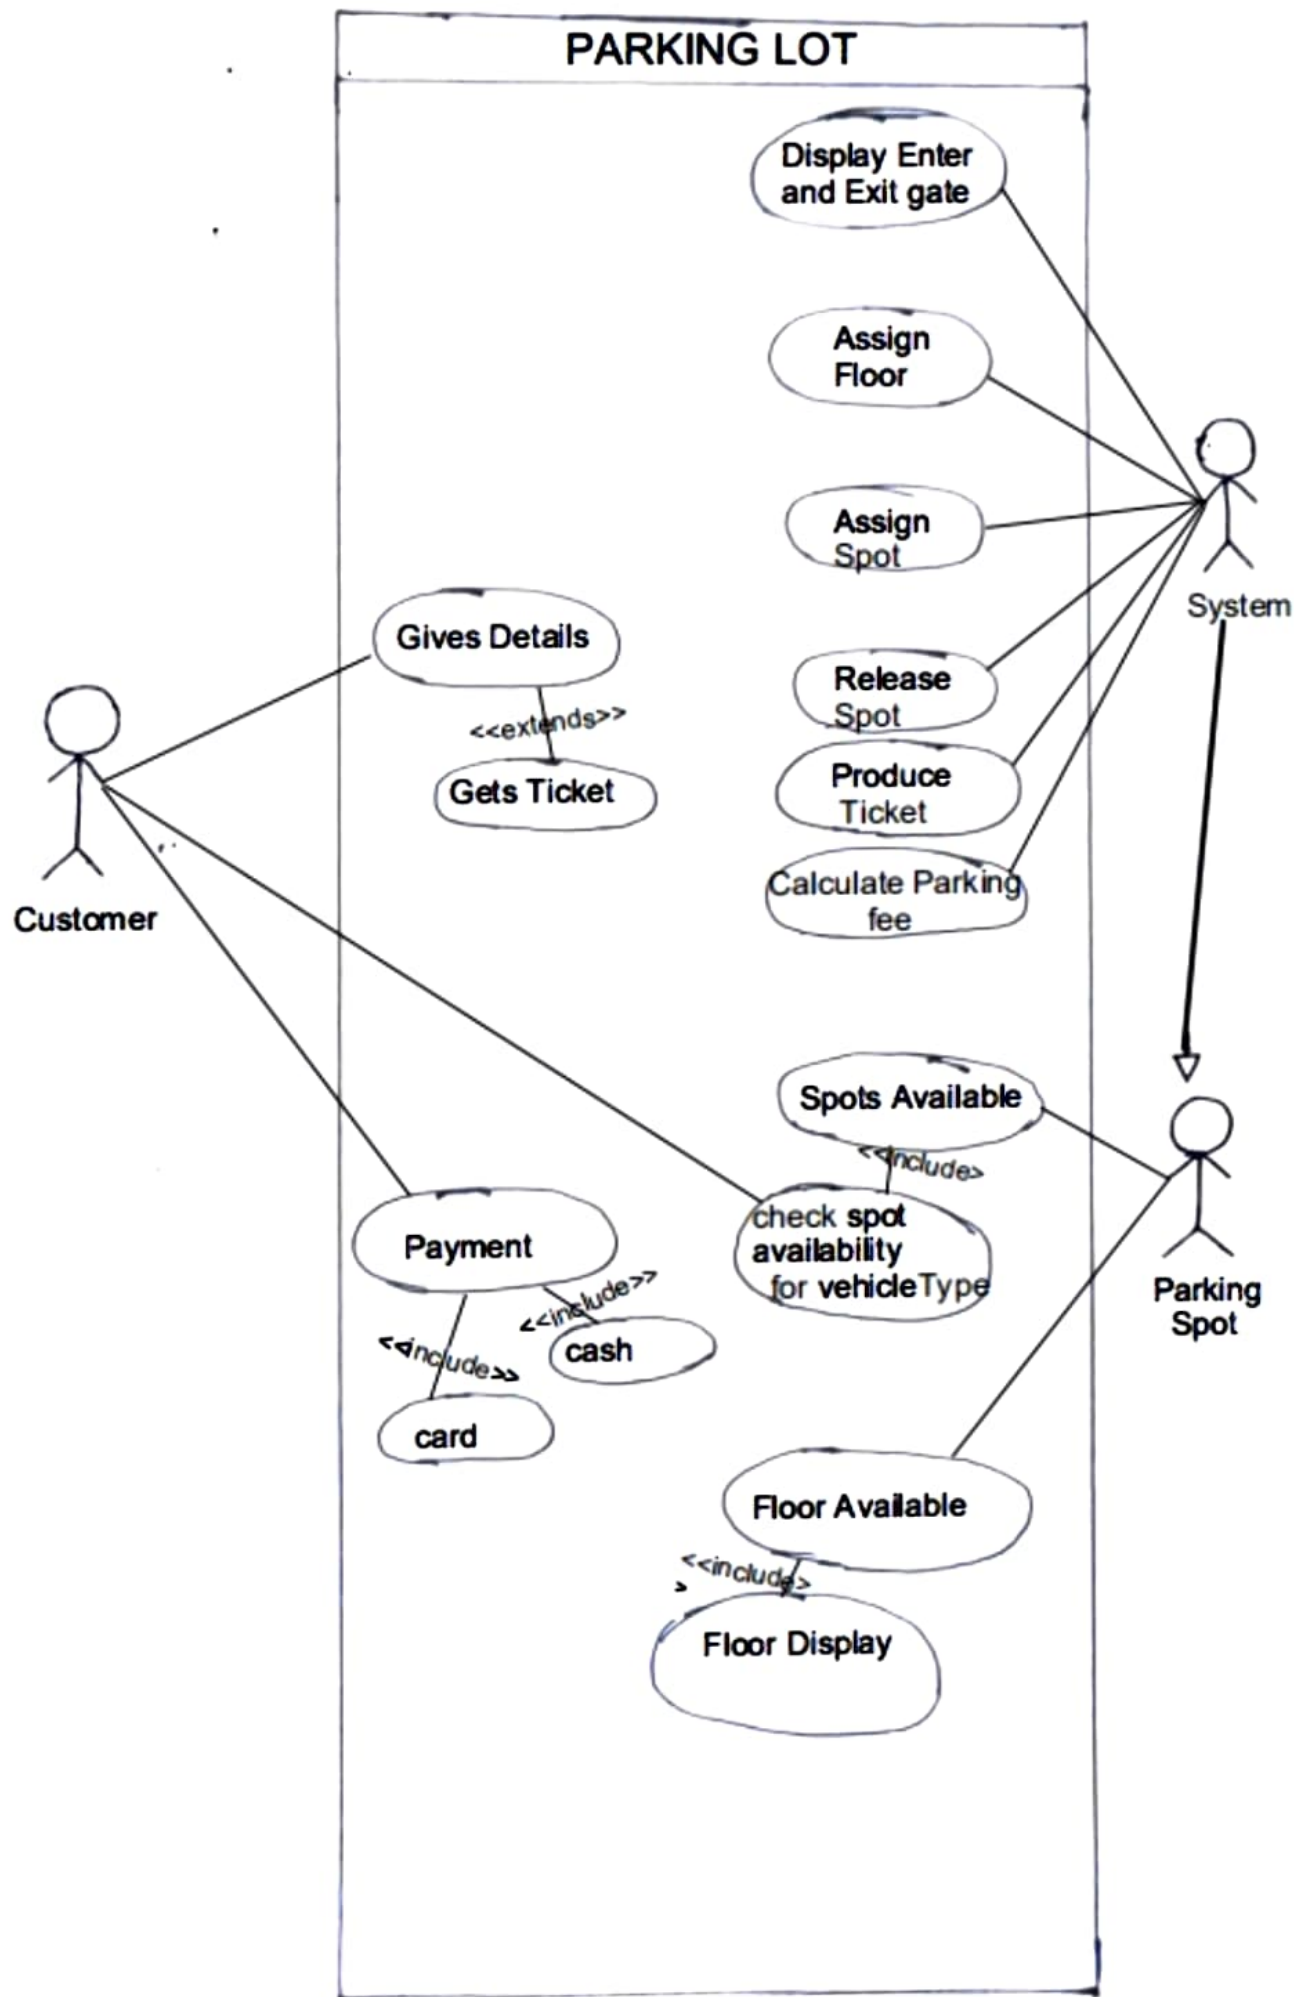 PARKING LOT
Display Enter
and Exit gate
Assign
Floor
Assign
Spot
System
Gives Details
<<extends>>
Gets Ticket
Release
Spot
Produce
Ticket
Calculate Parking
fee
Customer
Spots Available
<<include>
check spot
availability
for vehicleType
Parking
Spot
Payment
<<include>>
cash
<<include>>
card
Floor Available
<<include>
>
Floor Display